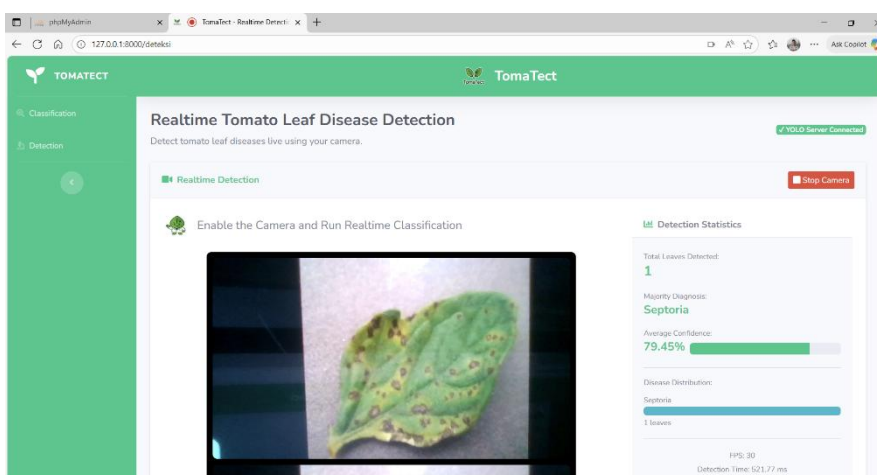 phpMyAdmin
TomaTect - Realtime Detecti
127.0.0.1:8000/deteksi
Ask Copilot
TOMATECT
TomaTect
Classification
Detection
Realtime Tomato Leaf Disease Detection
Detect tomato leaf diseases live using your camera.
YOLO Server Connected
Realtime Detection
Stop Camera
Enable the Camera and Run Realtime Classification
Detection Statistics
Total Leaves Detected:
1
Majority Diagnosis:
Septoria
Average Confidence:
79.45%
Disease Distribution:
Septoria
1 leaves
FPS: 30
Detection Time: 521.77 ms